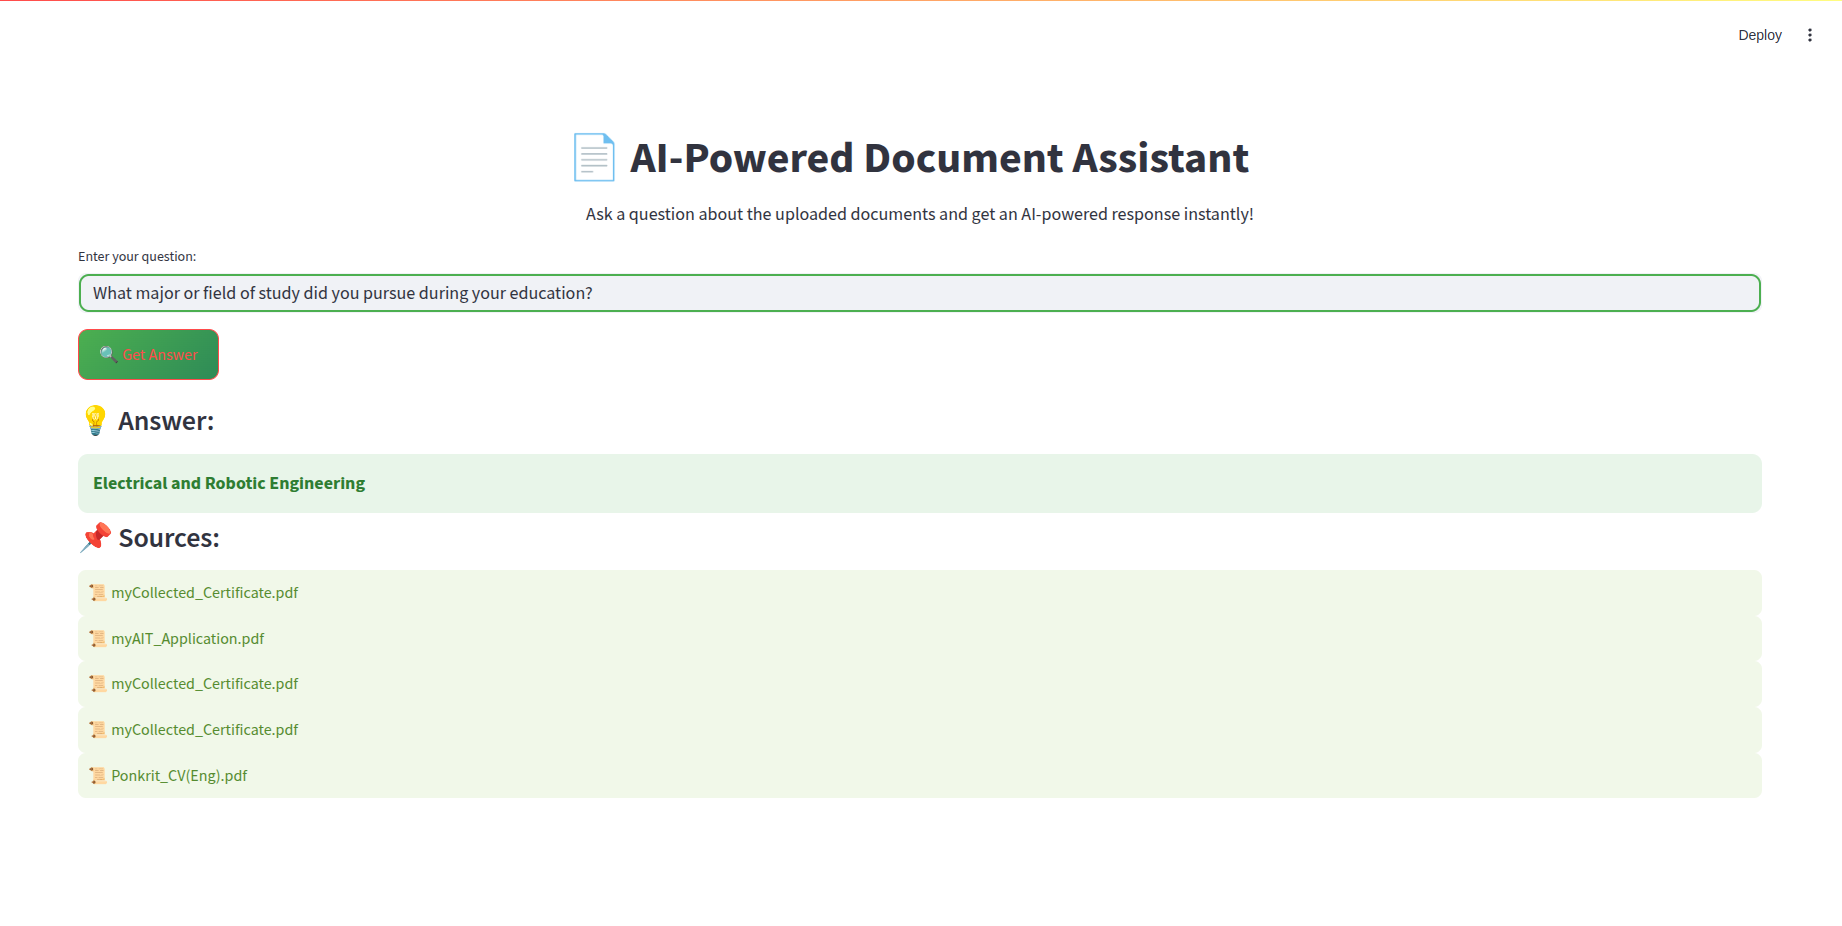 Deploy
AI-Powered Document Assistant
Ask a question about the uploaded documents and get an AI-powered response instantly!
Enter your question:
What major or field of study did you pursue during your education?
Get Answer
Answer:
Electrical and Robotic Engineering
Sources:
myCollected_Certificate.pdf
myAIT_Application.pdf
myCollected_Certificate.pdf
myCollected_Certificate.pdf
Ponkrit_CV(Eng).pdf